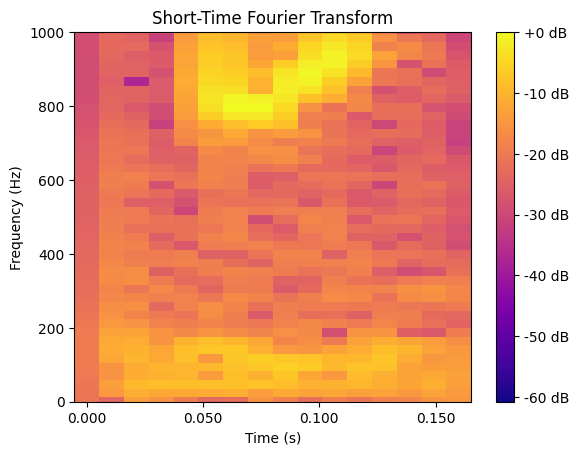 Short-Time Fourier Transform
1000
800
600
400
200
0
Frequency (Hz)
0.000
0.050
0.100
0.150
Time (s)
+0 dB
-10 dB
-20 dB
-30 dB
-40 dB
-50 dB
-60 dB